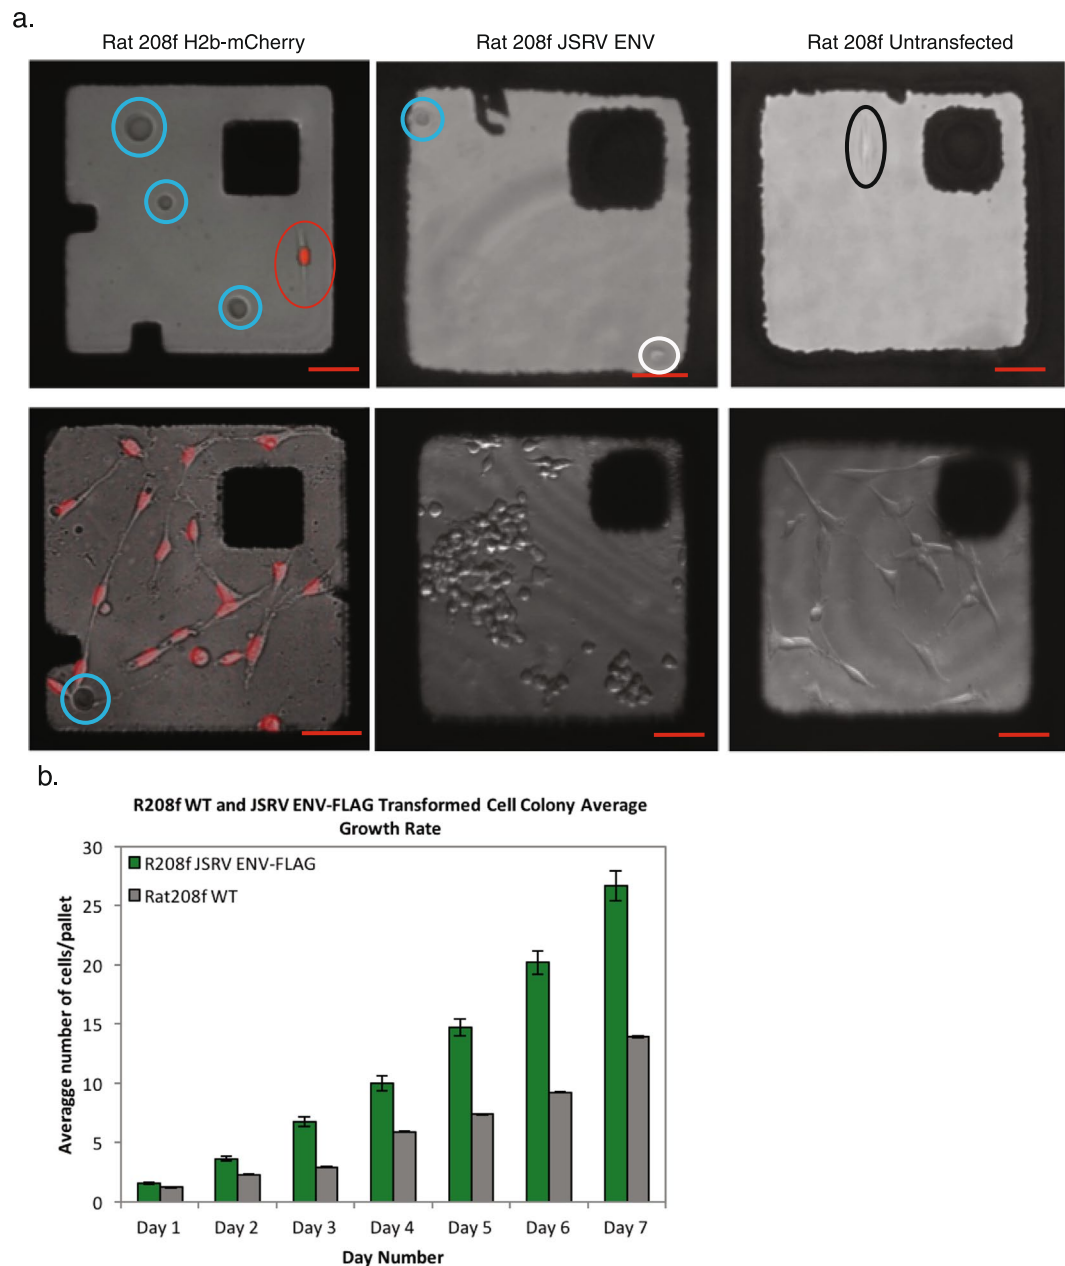 a.
Rat 208f H2b-mCherry
Rat 208f JSRV ENV
Rat 208f Untransfected
b.
R208f WT and JSRV ENV-FLAG Transformed Cell Colony Average
Growth Rate
Averagge number of cells/pallet
30
25
20
15
10
5
0
R208f JSRV ENV-FLAG
Rat208f WT
Day 1
Day 2
Day 3
Day 4
Day 5
Day 6
Day 7
Day Number